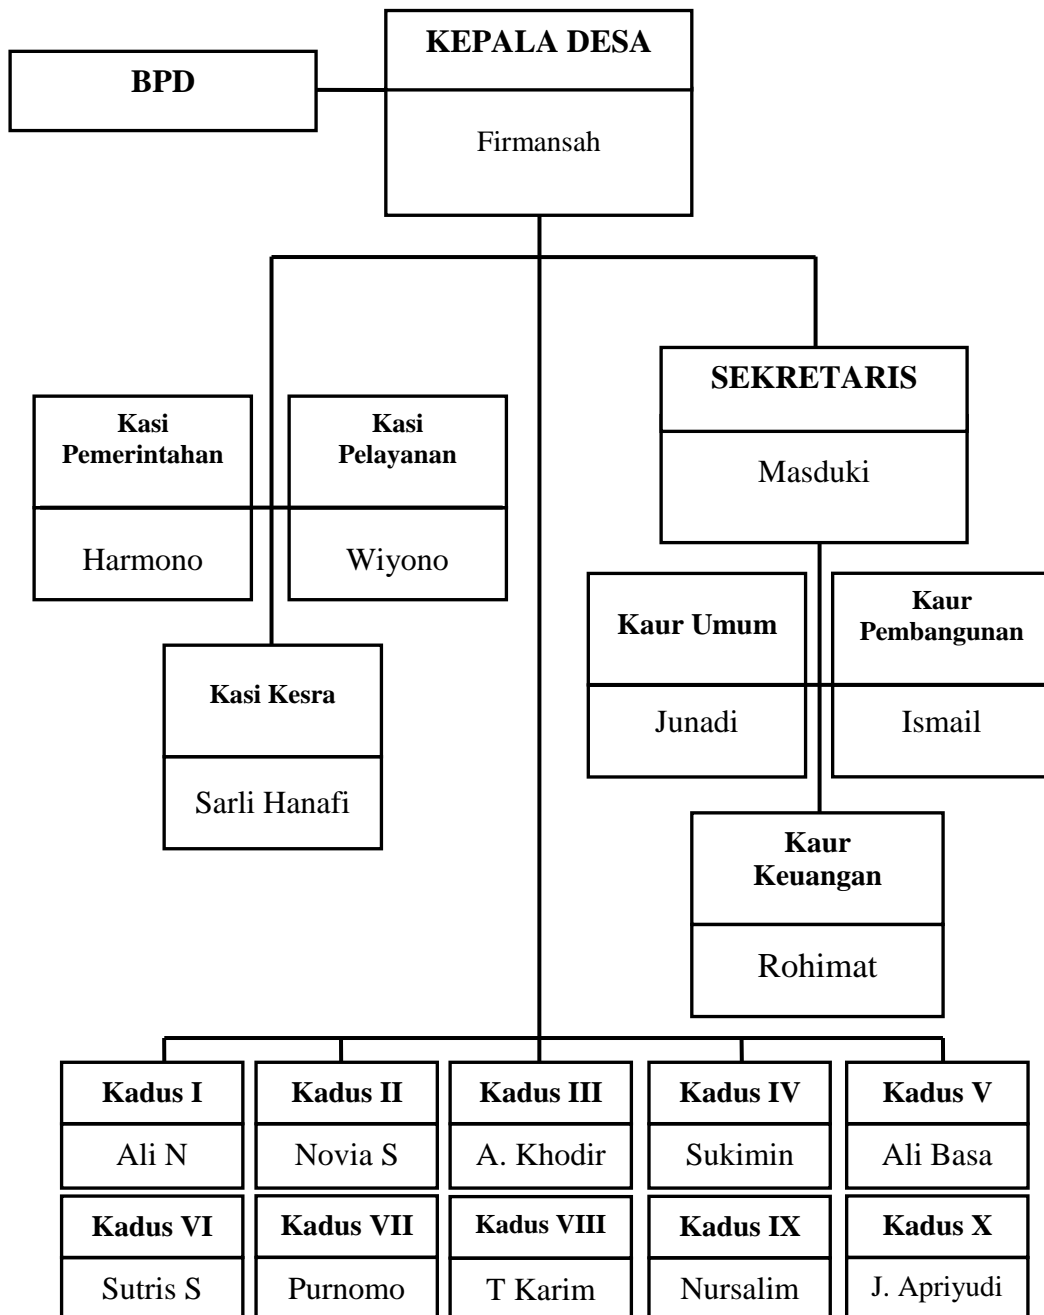 KEPALA DESA
BPD
Firmansah
SEKRETARIS
Masduki
Kasi
Pemerintahan
Harmono
Kasi
Pelayanan
Wiyono
Kasi Kesra
Sarli Hanafi
Kaur Umum
Junadi
Kaur
Pembangunan
Ismail
Kaur
Keuangan
Rohimat
Kadus I
Ali N
Kadus II
Novia S
Kadus III
A. Khodir
Kadus IV
Sukimin
Kadus V
Ali Basa
Kadus VI
Sutris S
Kadus VII
Purnomo
Kadus VIII
T Karim
Kadus IX
Nursalim
Kadus X
J. Apriyudi